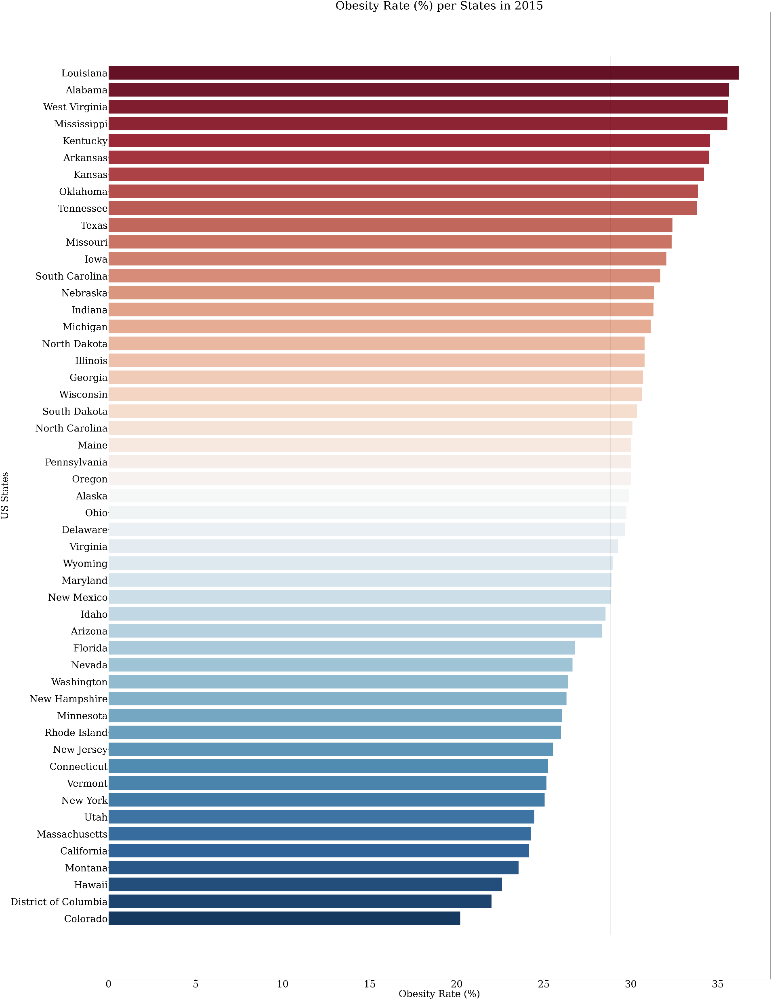 Obesity Rate (%) per States in 2015
Louisiana
Alabama
West Virginia
Mississippi
Kentucky
Arkansas
Kansas
Oklahoma
Tennessee
Texas
Missouri
Iowa
South Carolina
Nebraska
Indiana
Michigan
North Dakota
Illinois
Georgia
Wisconsin
South Dakota
North Carolina
Maine
Pennsylvania
Oregon
Alaska
Ohio
Delaware
Virginia
Wyoming
Maryland
New Mexico
Idaho
Arizona
Florida
Nevada
Washington
New Hampshire
Minnesota
Rhode Island
New Jersey
Connecticut
Vermont
New York
Utah
Massachusetts
California
Montana
Hawaii
District of Columbia
Colorado
US States
0 5 10 15 20 25 30 35
Obesity Rate (%)